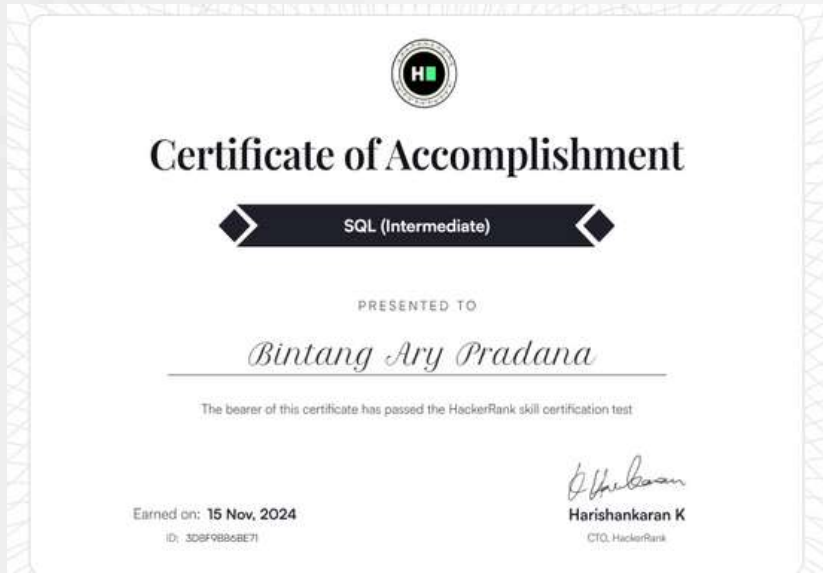 H
Certificate of Accomplishment
SQL (Intermediate)
PRESENTED TO
Bintang Ary Pradana
The bearer of this certificate has passed the HackerRank skill certification test
Earned on: 15 Nov, 2024
Harishankaran K
CTO, HackerRank